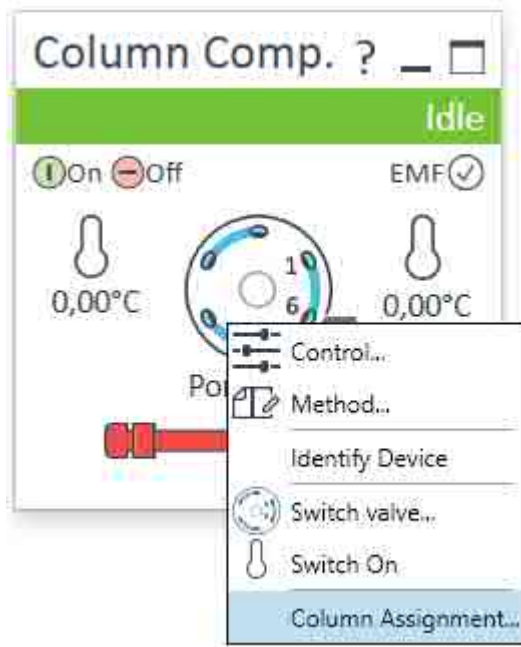 Column Comp. ?
Idle
On Off EMF
1
0,00°C 6 0,00°C
Control...
Method...
Identify Device
Switch valve...
Switch On
Column Assignment...